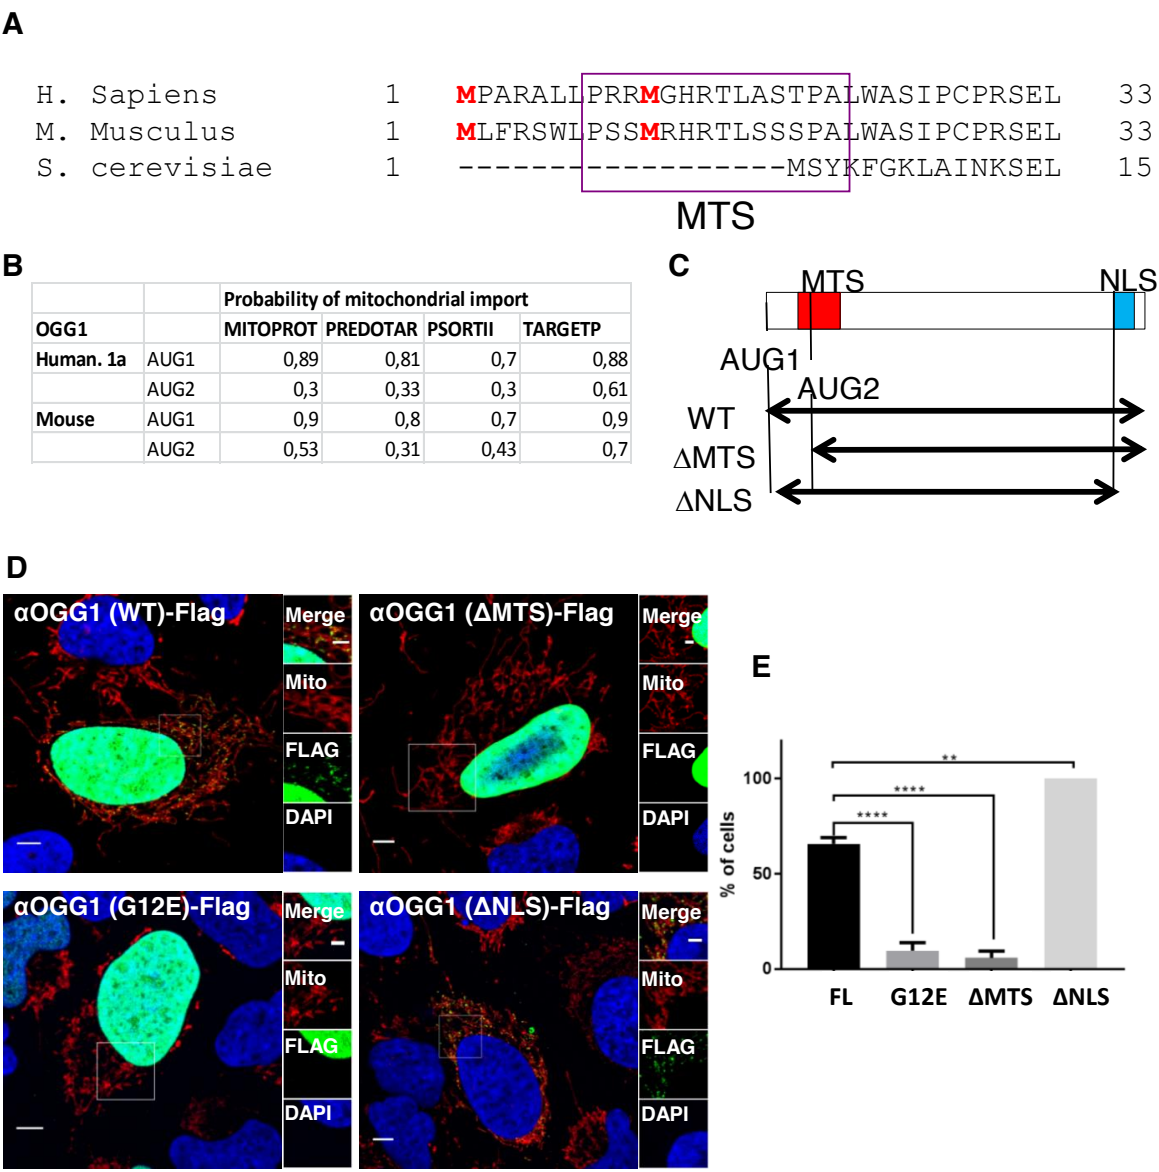 A
H. Sapiens 1 MPARALLPRRMGHRTLASTPALWASIPCPRSEL 33
M. Musculus 1 MLFRSWLPSSMRHRTLSSSPALWASIPCPRSEL 33
S. cerevisiae 1 ------------------MSYKFGKLAINKSEL 15
MTS
B
Probability of mitochondrial import
OGG1 MITOPROT PREDOTAR PSORTII TARGETP
Human. 1a AUG1 0,89 0,81 0,7 0,88
AUG2 0,3 0,33 0,3 0,61
Mouse AUG1 0,9 0,8 0,7 0,9
AUG2 0,53 0,31 0,43 0,7
C
MTS NLS
AUG1
AUG2
WT
ΔMTS
ΔNLS
D
αOGG1 (WT)-Flag
Merge
Mito
FLAG
DAPI
αOGG1 (ΔMTS)-Flag
Merge
Mito
FLAG
DAPI
αOGG1 (G12E)-Flag
Merge
Mito
FLAG
DAPI
αOGG1 (ΔNLS)-Flag
Merge
Mito
FLAG
DAPI
E
% of cells
100
50
0
**
****
****
FL G12E ΔMTS ΔNLS